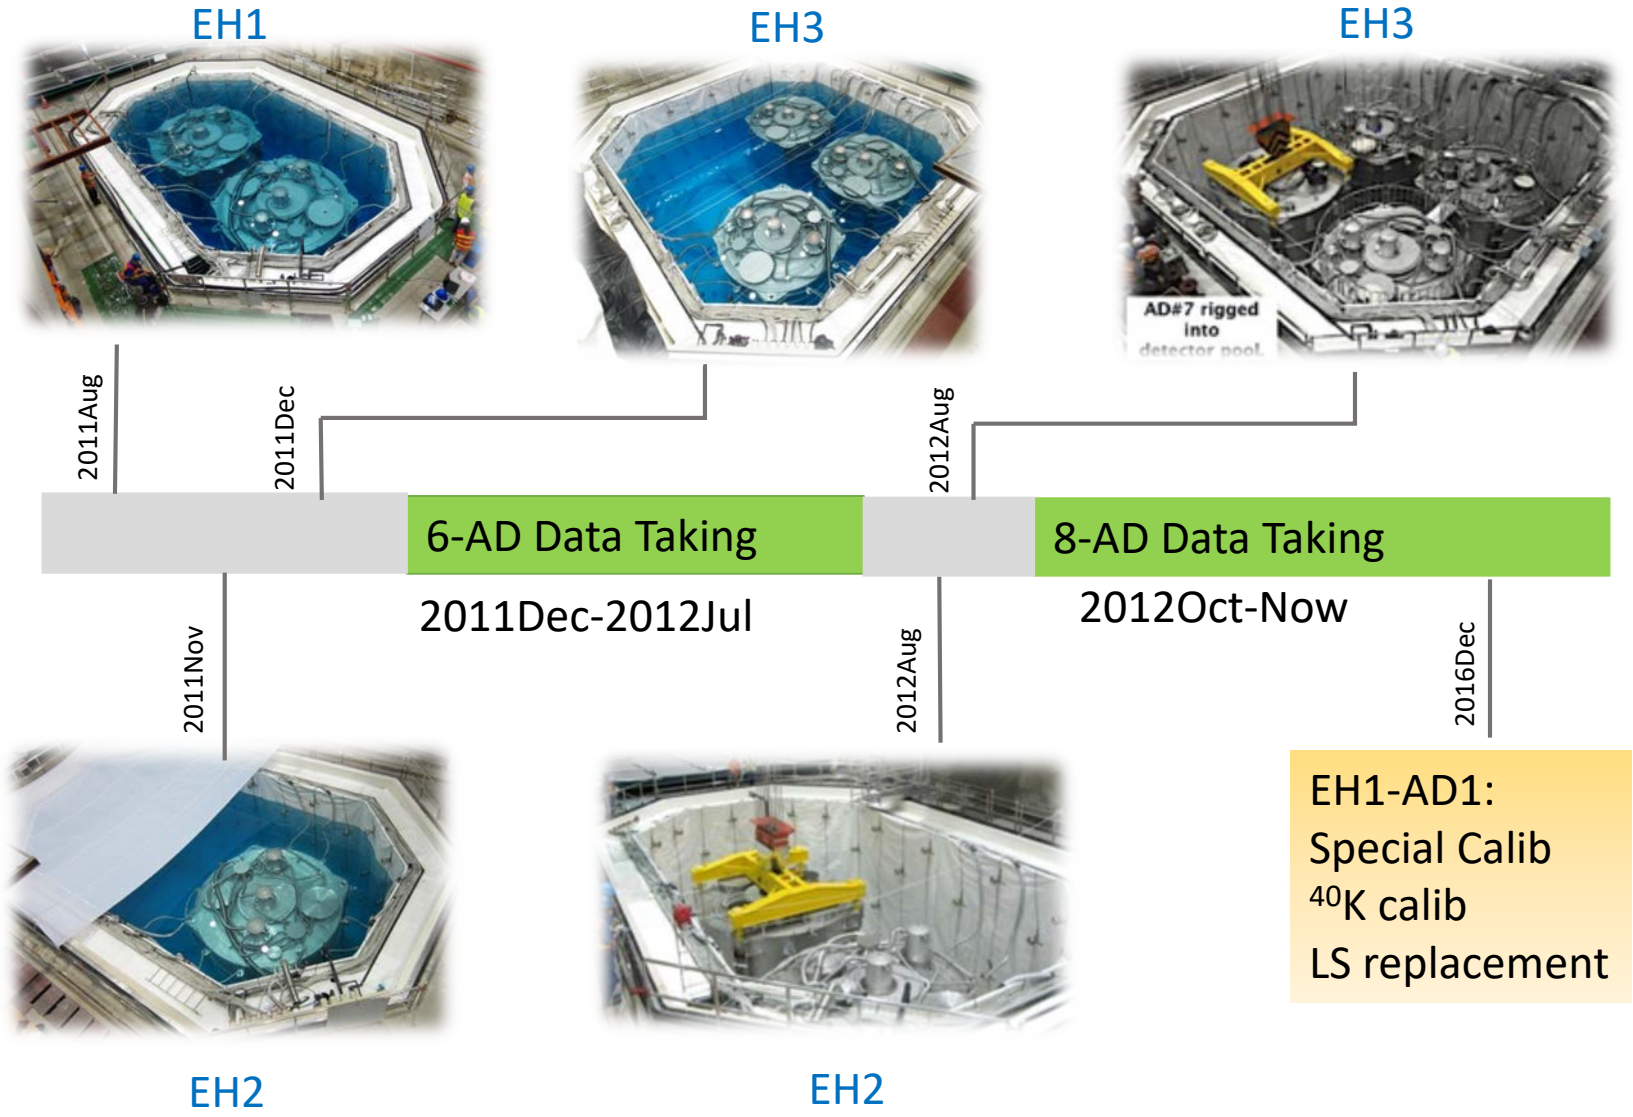 EH1
EH3
EH3
AD#7 rigged
into
detector pool.
2011Aug
2011Dec
2012Aug
6-AD Data Taking
8-AD Data Taking
2011Dec-2012Jul
2012Oct-Now
2011Nov
2012Aug
2016Dec
EH1-AD1:
Special Calib
⁴⁰K calib
LS replacement
EH2
EH2